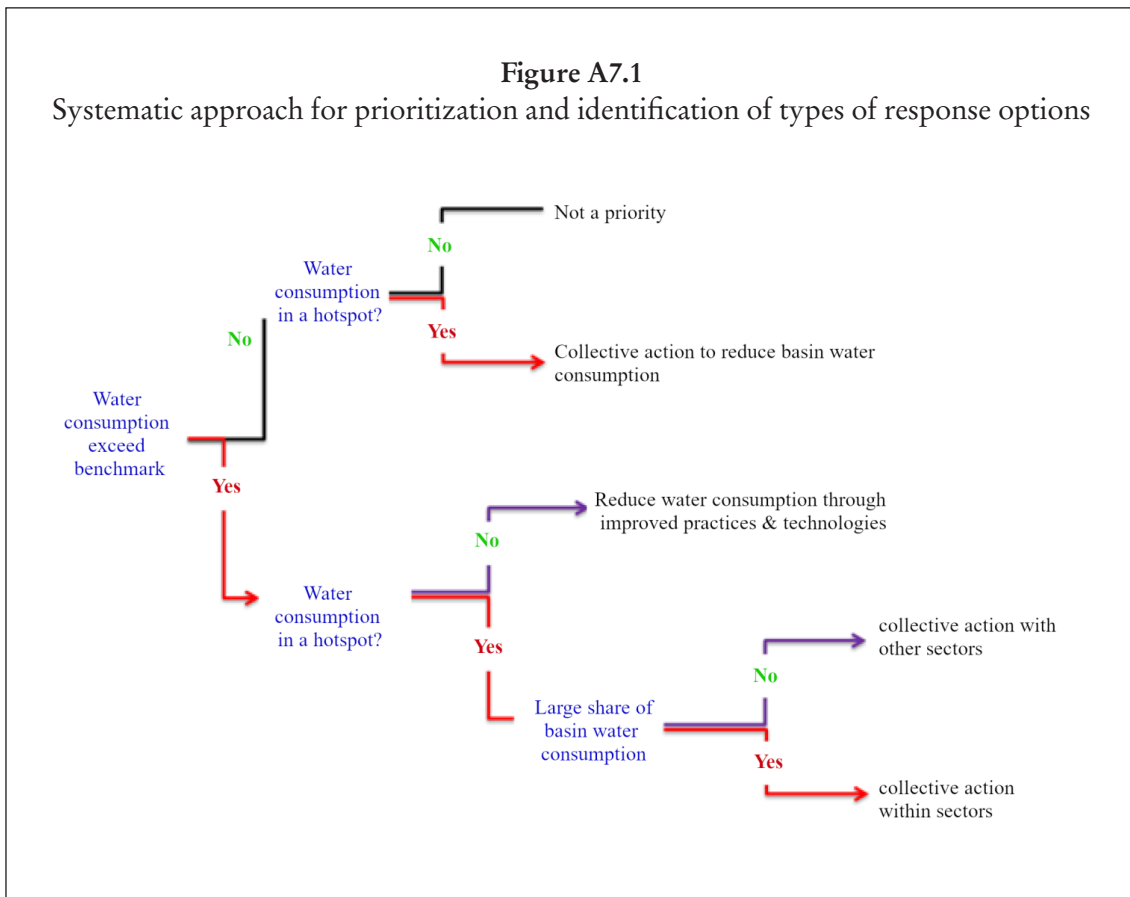 Figure A7.1
Systematic approach for prioritization and identification of types of response options
Not a priority
No
Water
consumption
in a hotspot?
Yes
No
Collective action to reduce basin water
consumption
Water
consumption
exceed
benchmark
Yes
Reduce water consumption through
improved practices & technologies
No
Water
consumption
in a hotspot?
Yes
collective action with
other sectors
No
Large share of
basin water
consumption
Yes
collective action
within sectors